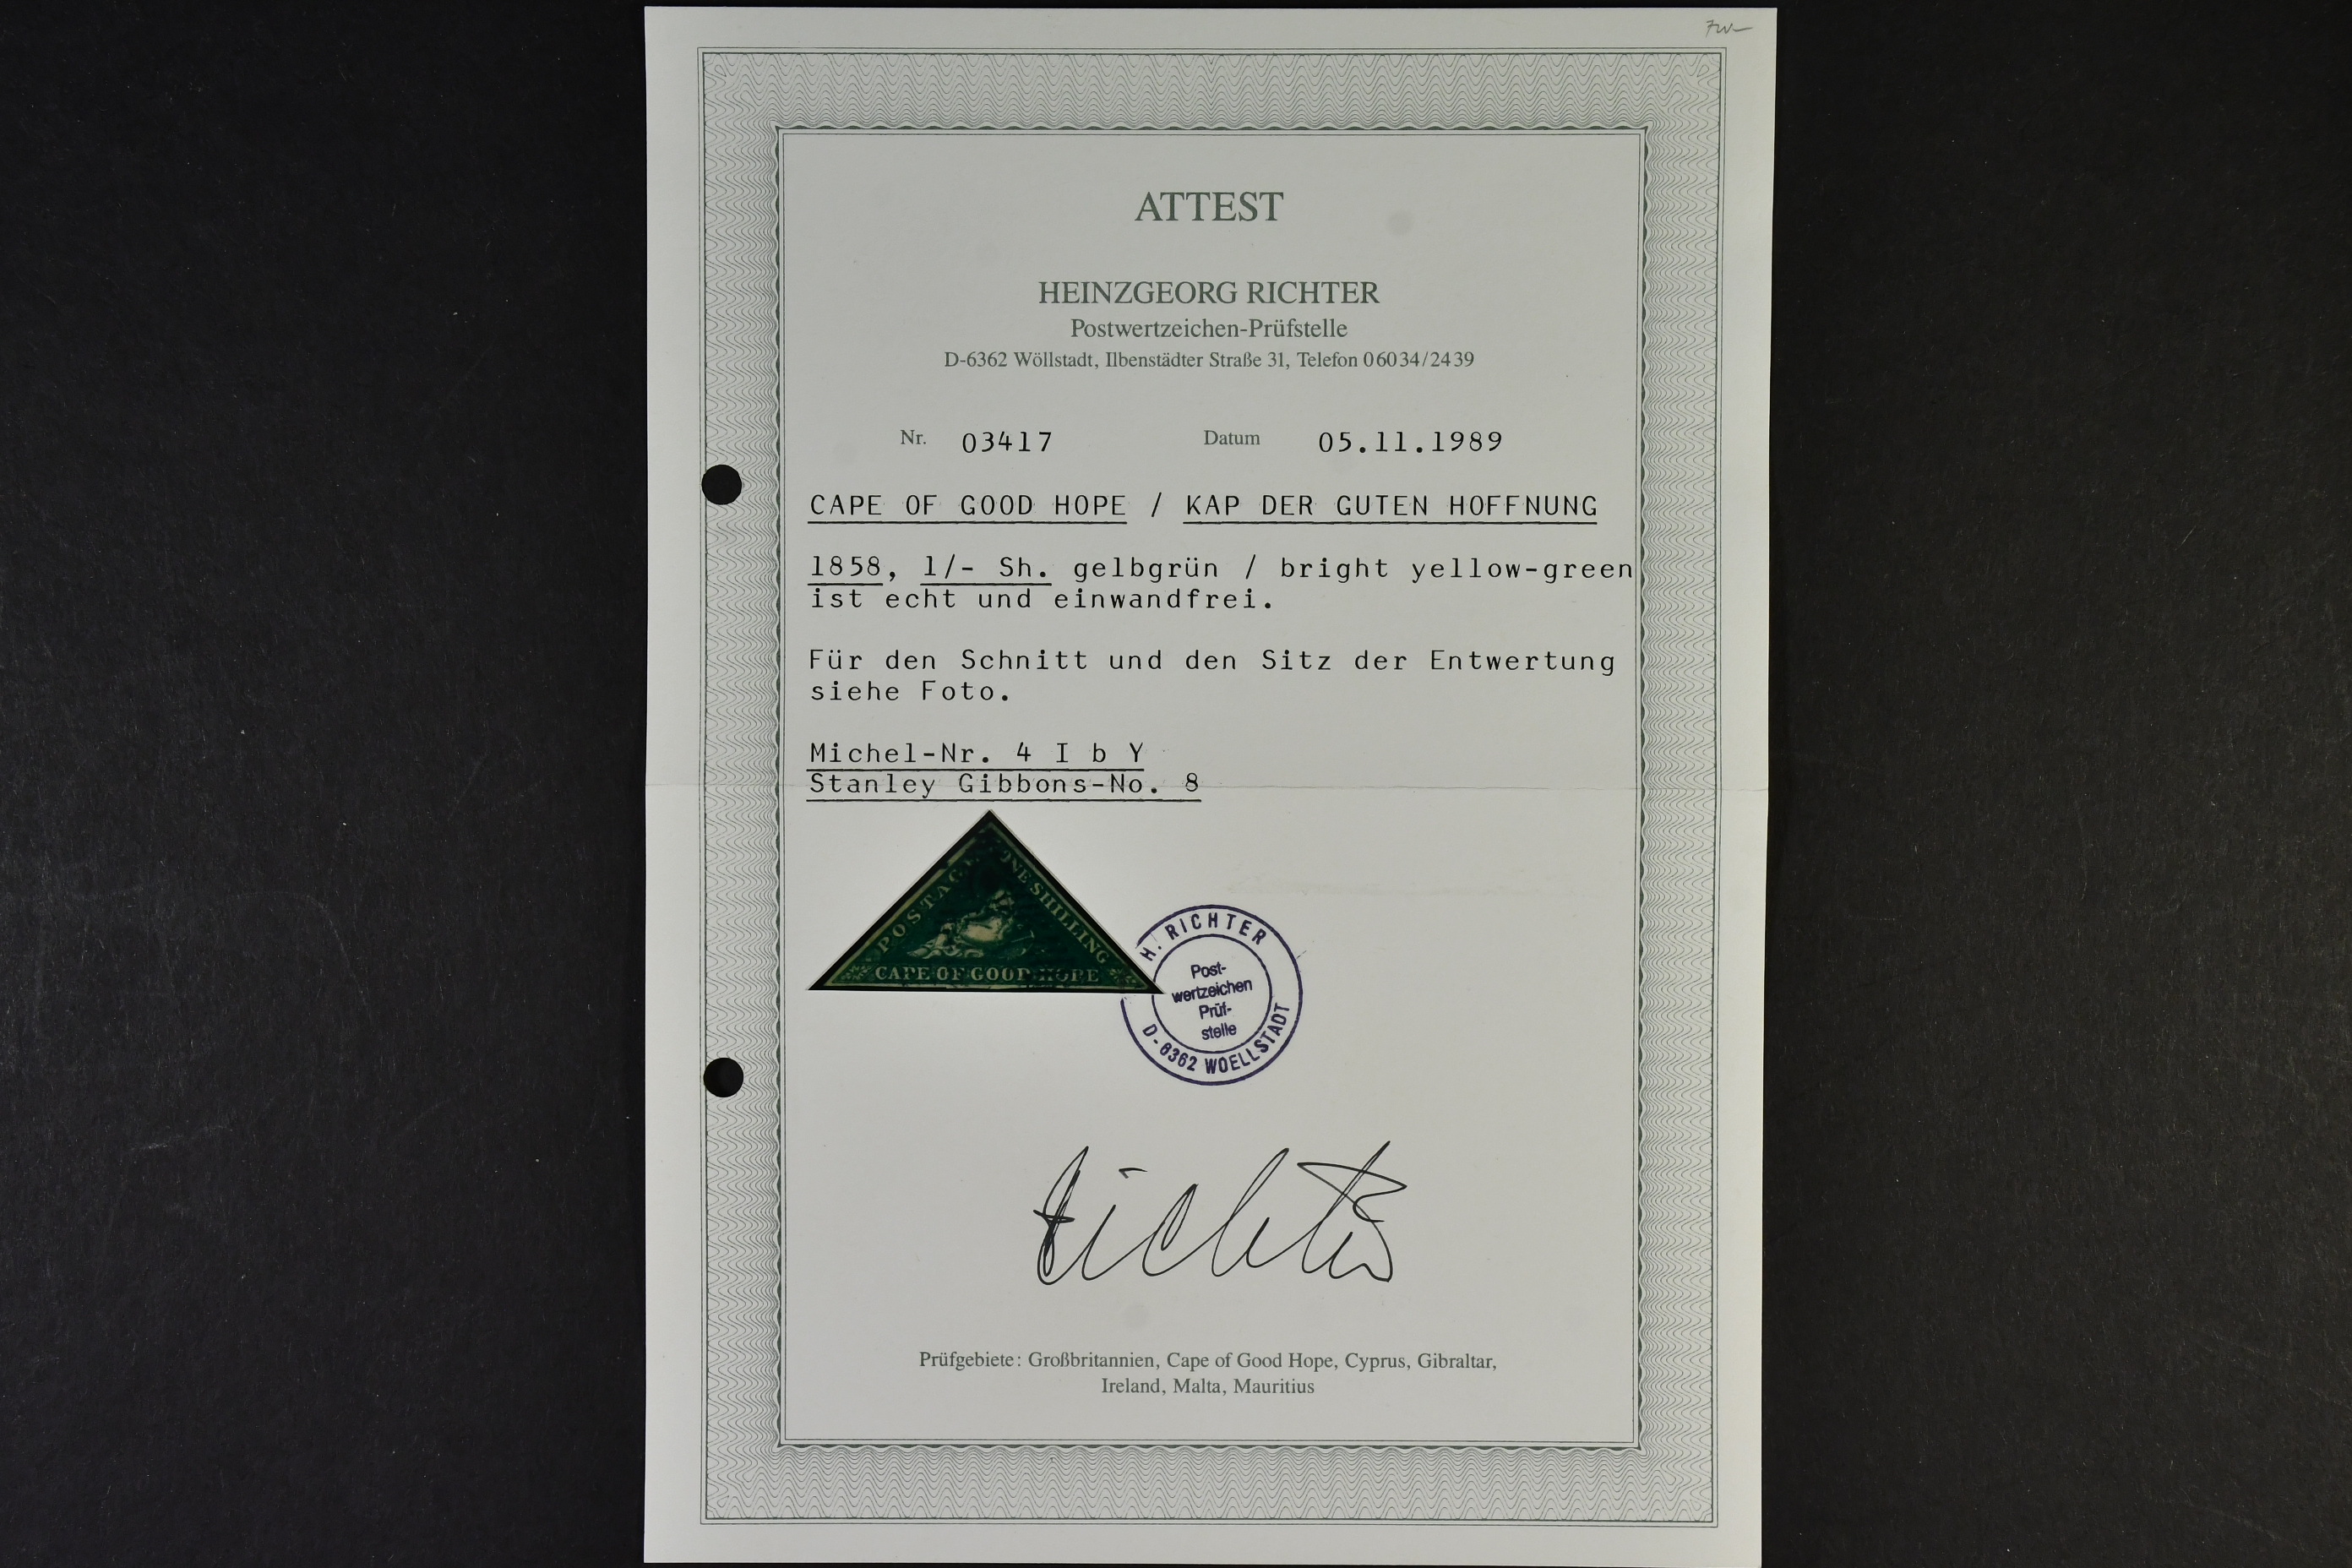 ATTEST
HEINZGEORG RICHTER
Postwertzeichen-Prüfstelle
D-6362 Wöllstadt, Ilbenstädter Straße 31, Telefon 06034/2439
Nr. 03417 Datum 05.11.1989
CAPE OF GOOD HOPE / KAP DER GUTEN HOFFNUNG
1858, 1/- Sh. gelbgrün / bright yellow-green
ist echt und einwandfrei.
Für den Schnitt und den Sitz der Entwertung
siehe Foto.
Michel-Nr. 4 I b Y
Stanley Gibbons-No. 8
POSTAGE
ONE SHILLING
CAPE OF GOOD HOPE
H. RICHTER
Post-
wertzeichen
Prüf-
stelle
D-6362 WOELLSTADT
Richter
Prüfgebiete: Großbritannien, Cape of Good Hope, Cyprus, Gibraltar,
Ireland, Malta, Mauritius